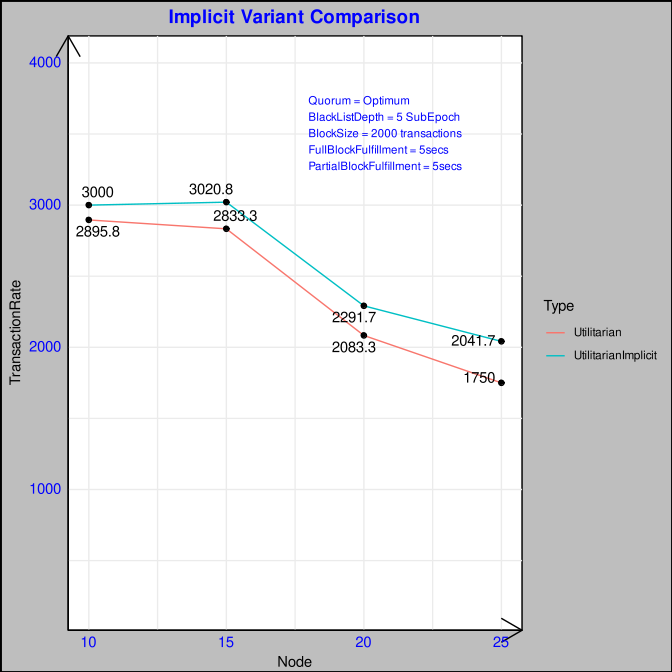 Implicit Variant Comparison
4000
Quorum = Optimum
BlackListDepth = 5 SubEpoch
BlockSize = 2000 transactions
FullBlockFulfillment = 5secs
PartialBlockFulfillment = 5secs
3000
3000
3020.8
2833.3
2895.8
TransactionRate
Type
Utilitarian
UtilitarianImplicit
2291.7
2000
2083.3
2041.7
1750
1000
10
15
20
25
Node